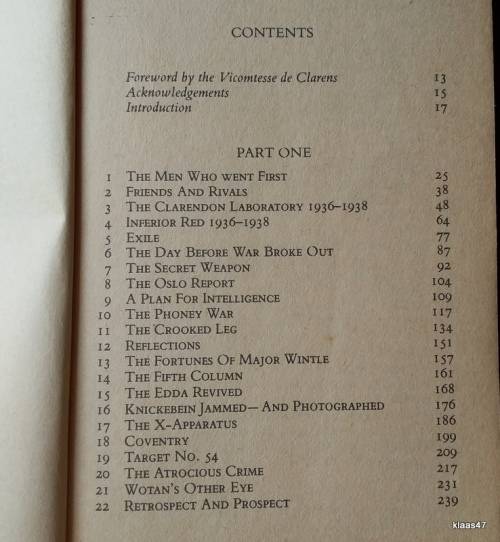 CONTENTS
Foreword by the Vicomtesse de Clarens 13
Acknowledgements 15
Introduction 17
PART ONE
1 The Men Who went First 25
2 Friends And Rivals 38
3 The Clarendon Laboratory 1936–1938 48
4 Inferior Red 1936–1938 64
5 Exile 77
6 The Day Before War Broke Out 87
7 The Secret Weapon 92
8 The Oslo Report 104
9 A Plan For Intelligence 109
10 The Phoney War 117
11 The Crooked Leg 134
12 Reflections 151
13 The Fortunes Of Major Wintle 157
14 The Fifth Column 161
15 The Edda Revived 168
16 Knickebein Jammed— And Photographed 176
17 The X-Apparatus 186
18 Coventry 199
19 Target No. 54 209
20 The Atrocious Crime 217
21 Wotan's Other Eye 231
22 Retrospect And Prospect 239
klaas47